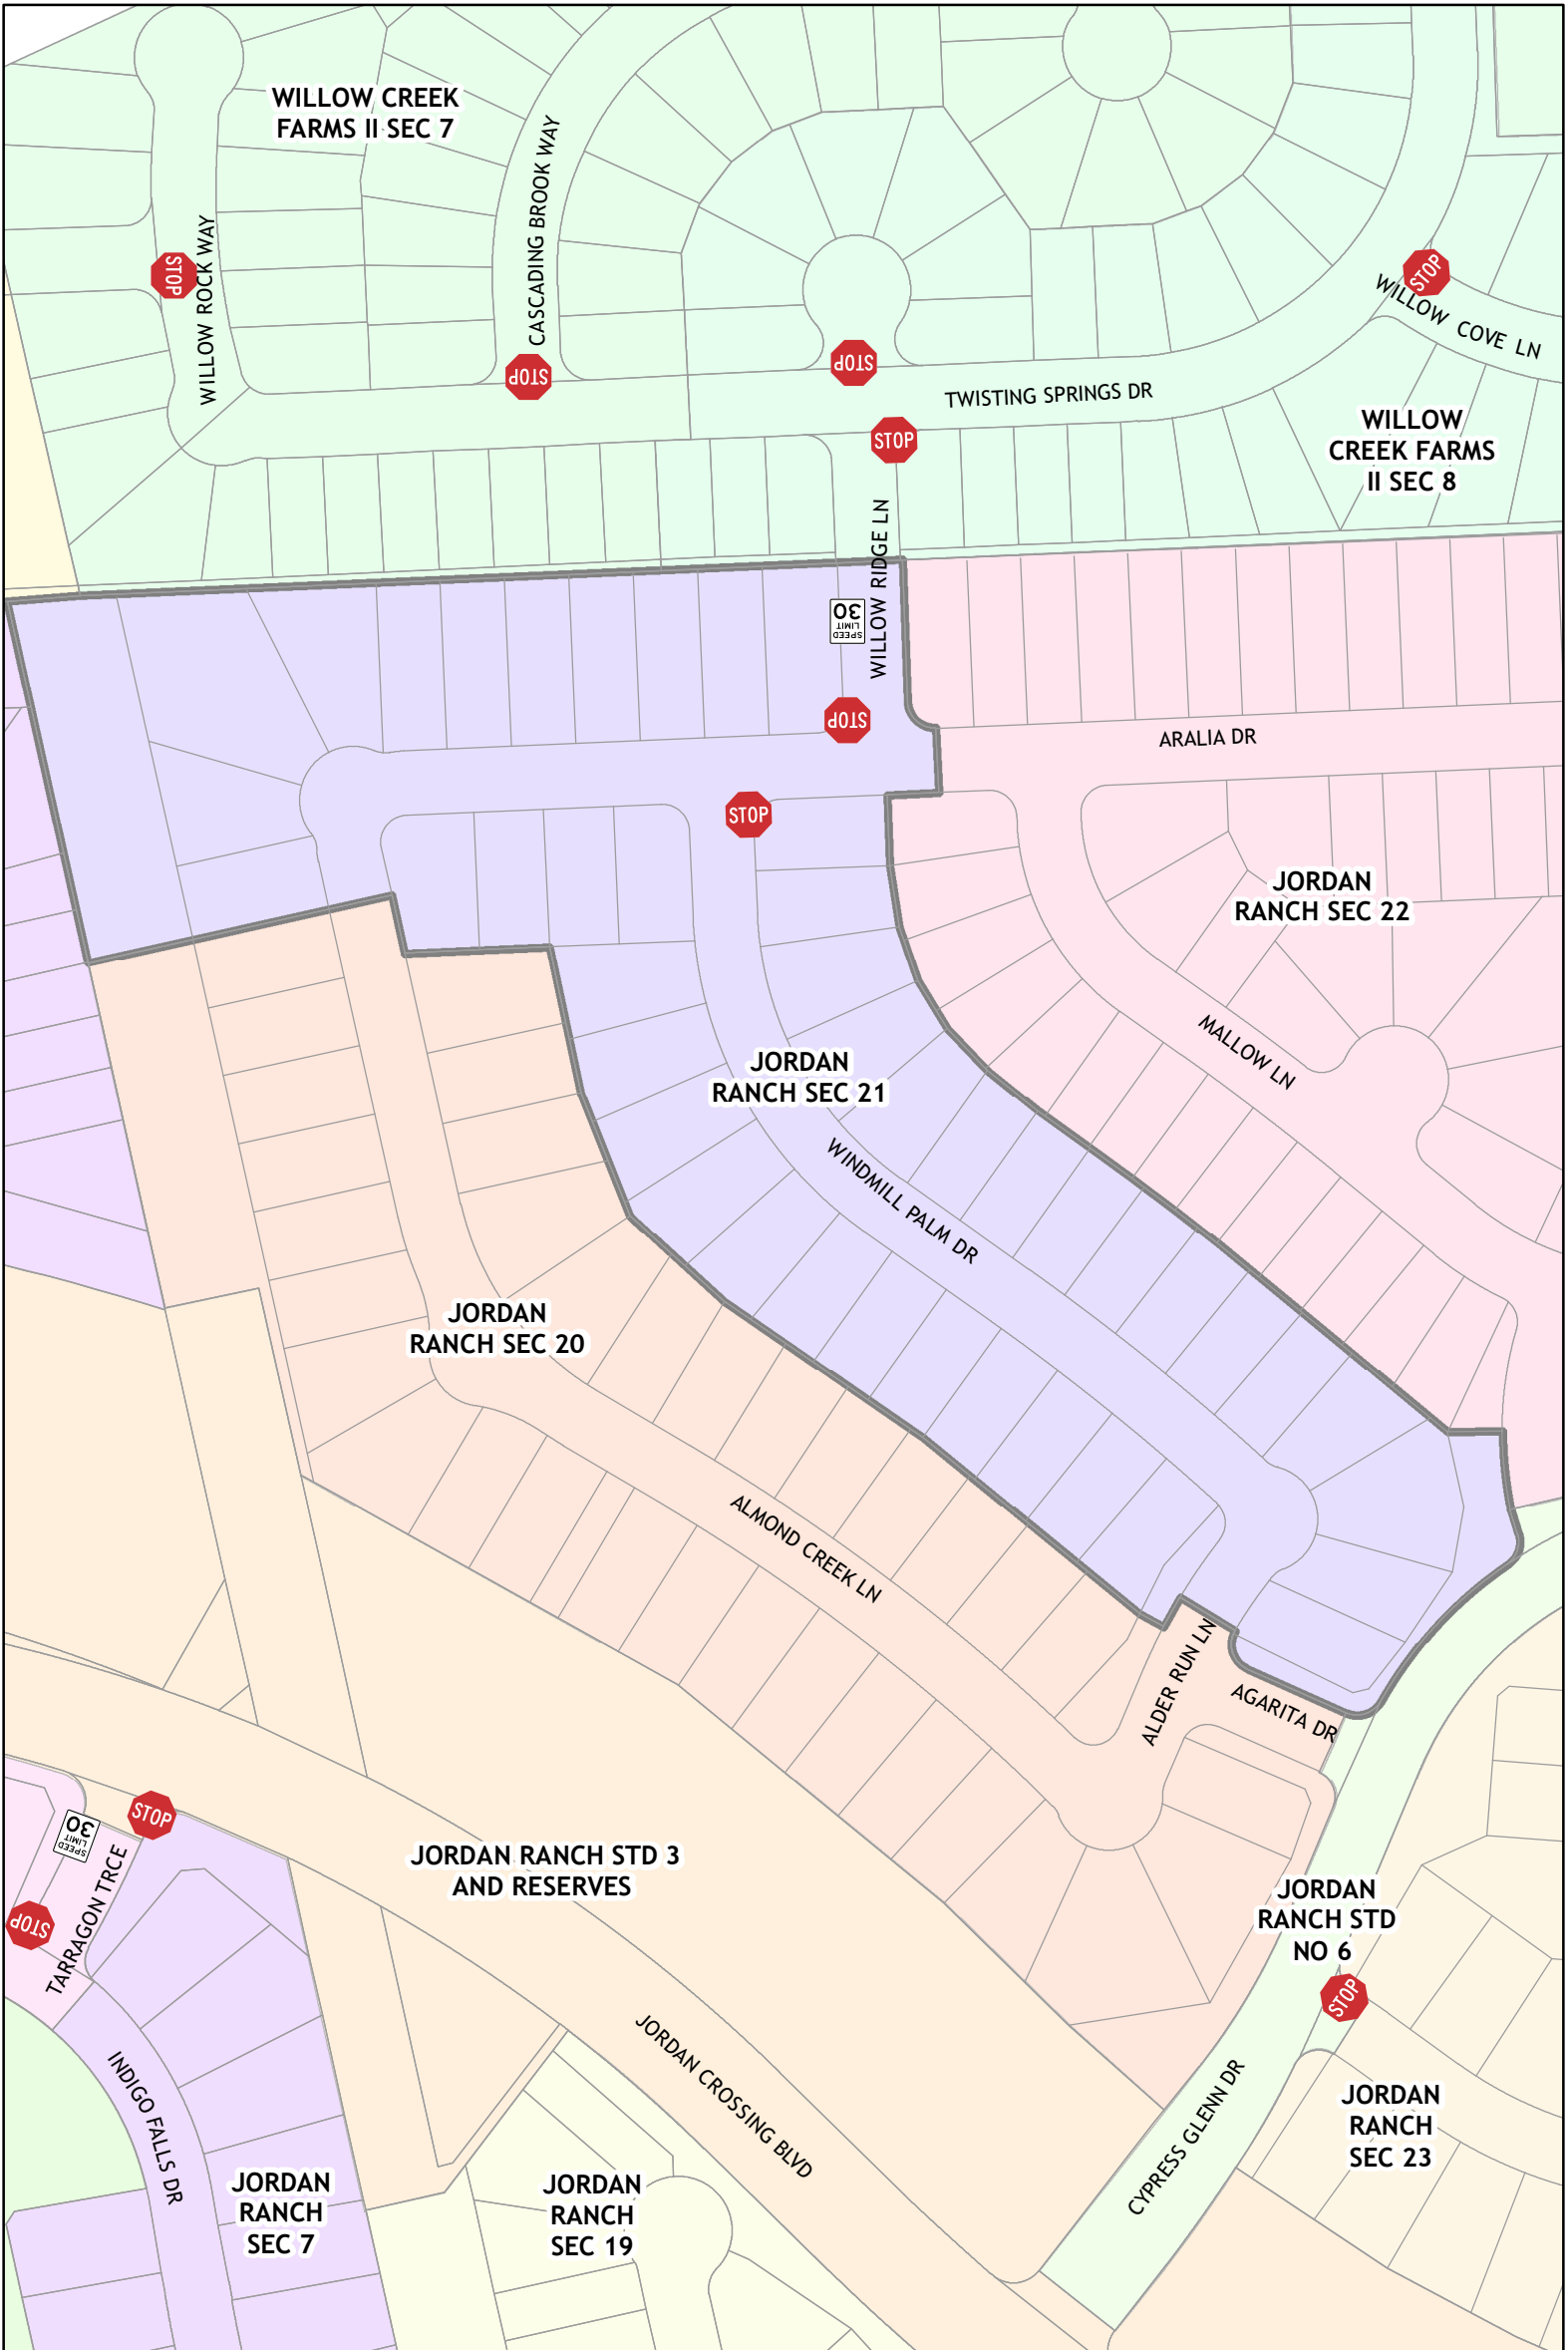 WILLOW CREEK
FARMS II SEC 7
CASCADING BROOK WAY
WILLOW ROCK WAY
STOP
STOP
WILLOW COVE LN
STOP
STOP
TWISTING SPRINGS DR
STOP
WILLOW
CREEK FARMS
II SEC 8
WILLOW RIDGE LN
SPEED
LIMIT
30
STOP
ARALIA DR
STOP
JORDAN
RANCH SEC 22
MALLOW LN
JORDAN
RANCH SEC 21
WINDMILL PALM DR
JORDAN
RANCH SEC 20
ALMOND CREEK LN
ALDER RUN LN
AGARITA DR
STOP
SPEED
LIMIT
30
TARRAGON TRCE
STOP
JORDAN RANCH STD 3
AND RESERVES
JORDAN
RANCH STD
NO 6
STOP
INDIGO FALLS DR
JORDAN CROSSING BLVD
CYPRESS GLENN DR
JORDAN
RANCH
SEC 23
JORDAN
RANCH
SEC 7
JORDAN
RANCH
SEC 19